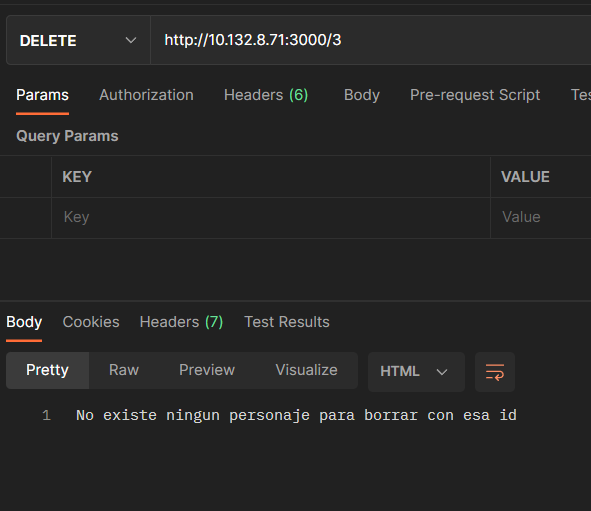 DELETE http://10.132.8.71:3000/3
Params Authorization Headers (6) Body Pre-request Script Tes
Query Params
KEY VALUE
Key Value
Body Cookies Headers (7) Test Results
Pretty Raw Preview Visualize HTML
1 No existe ningun personaje para borrar con esa id